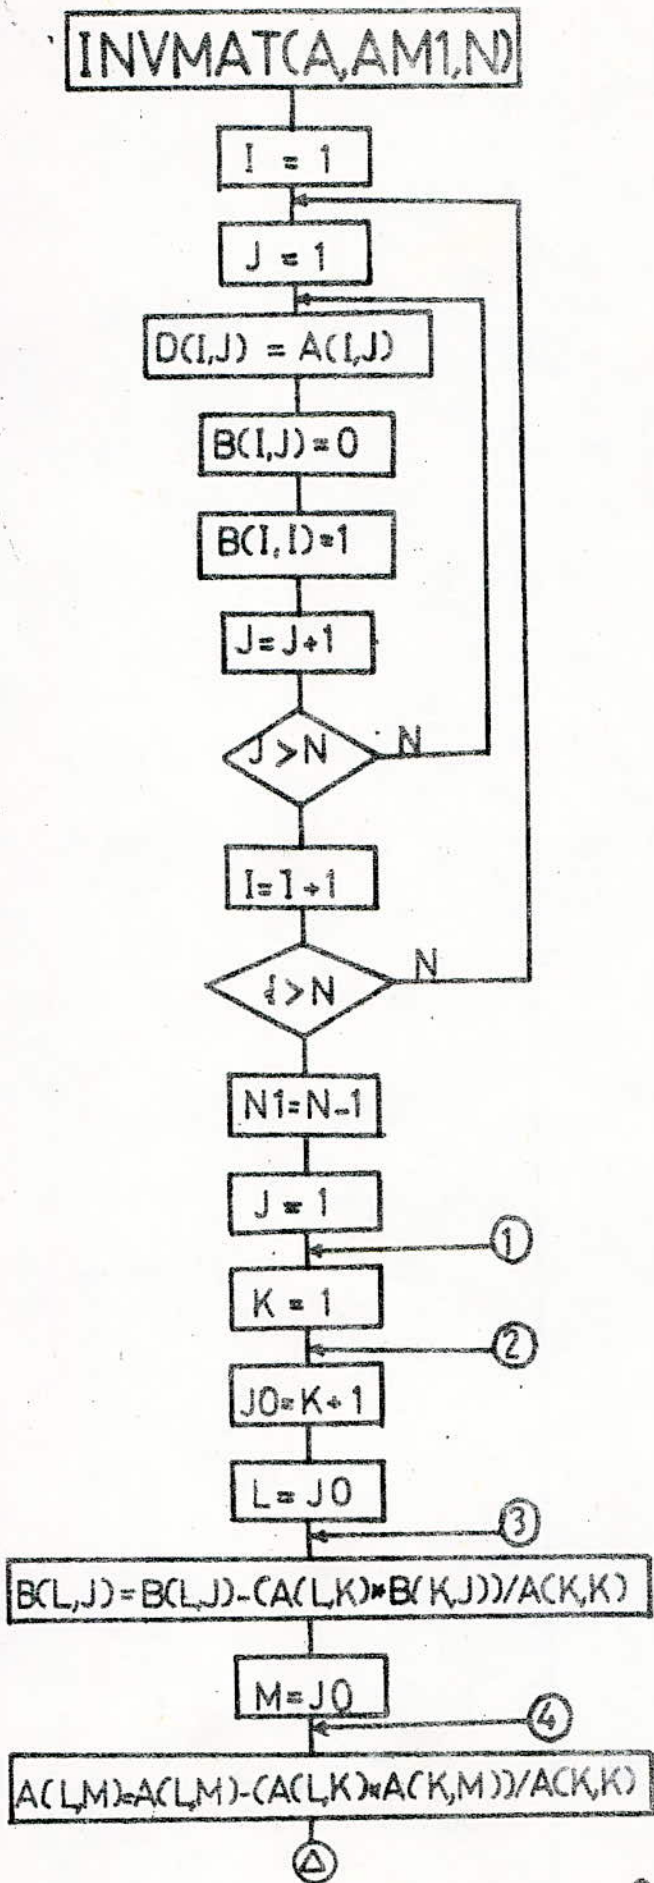 INVMAT(A,AM1,N)
I = 1
J = 1
D(I,J) = A(I,J)
B(I,J)=0
B(I,I)=1
J=J+1
J>N
N
I=I+1
I>N
N
N1=N-1
J = 1
1
K = 1
2
J0=K+1
L=J0
3
B(L,J)=B(L,J)-(A(L,K)*B(K,J))/A(K,K)
M=J0
4
A(L,M)=A(L,M)-(A(L,K)*A(K,M))/A(K,K)